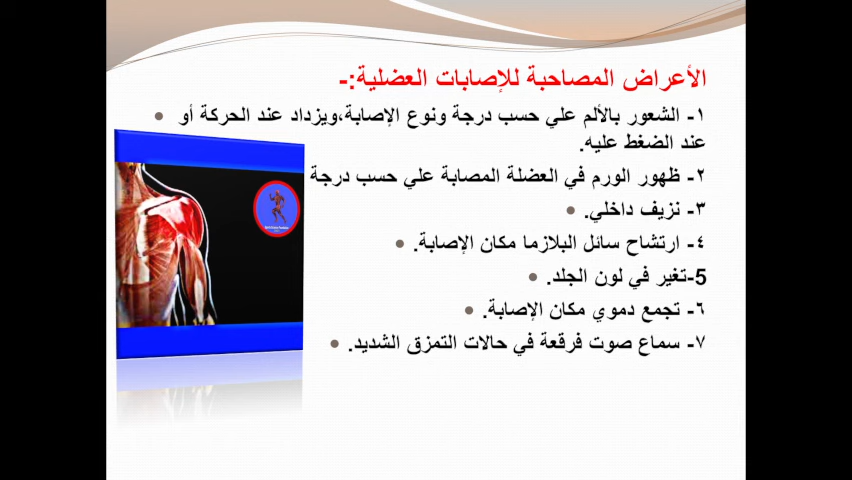 الأعراض المصاحبة للإصابات العضلية:-
١- الشعور بالألم علي حسب درجة ونوع الإصابة،ويزداد عند الحركة أو
عند الضغط عليه.
٢- ظهور الورم في العضلة المصابة علي حسب درجة
٣- نزيف داخلي.
٤- ارتشاح سائل البلازما مكان الإصابة.
5-تغير في لون الجلد.
٦- تجمع دموي مكان الإصابة.
٧- سماع صوت فرقعة في حالات التمزق الشديد.